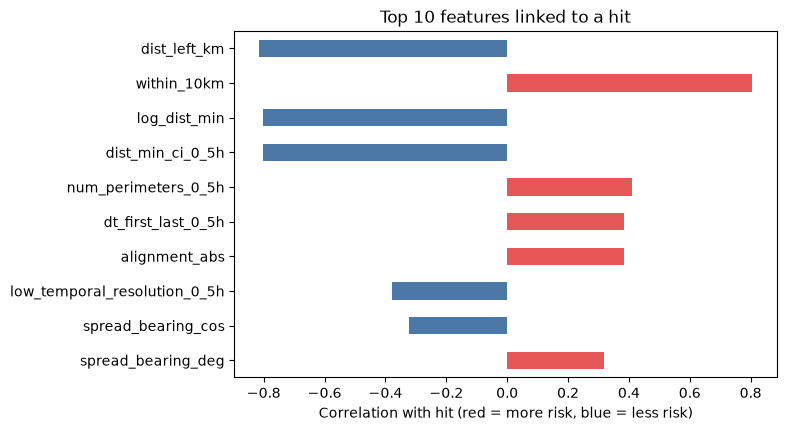 Top 10 features linked to a hit
dist_left_km
within_10km
log_dist_min
dist_min_ci_0_5h
num_perimeters_0_5h
dt_first_last_0_5h
alignment_abs
low_temporal_resolution_0_5h
spread_bearing_cos
spread_bearing_deg
−0.8 −0.6 −0.4 −0.2 0.0 0.2 0.4 0.6 0.8
Correlation with hit (red = more risk, blue = less risk)